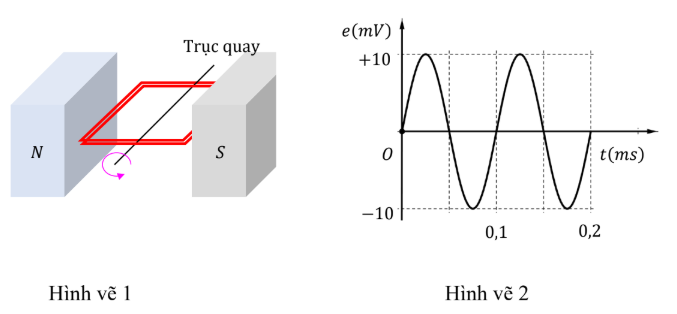 Trục quay
N
S
Hình vẽ 1
e(mV)
+10
O
t(ms)
−10
0,1
0,2
Hình vẽ 2